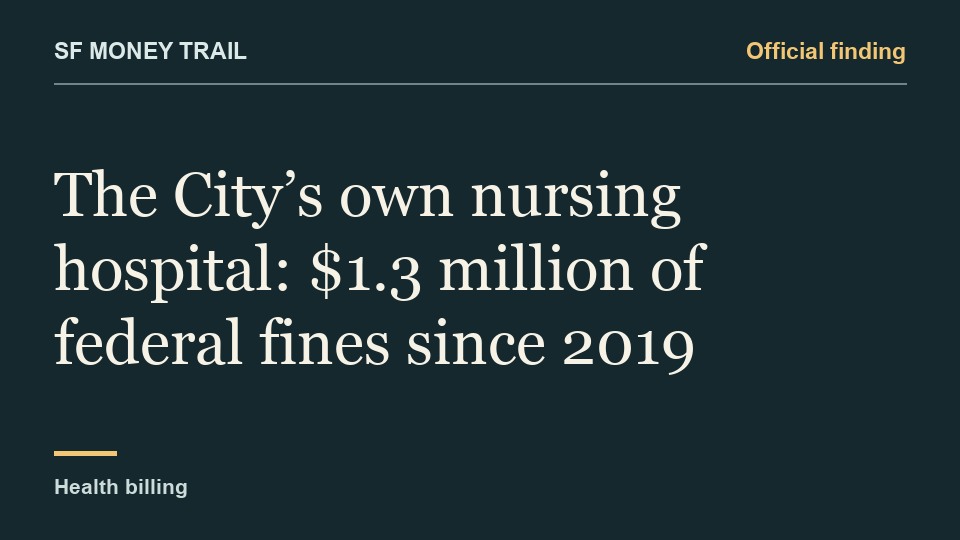 SF MONEY TRAIL
Official finding
The City’s own nursing
hospital: $1.3 million of
federal fines since 2019
Health billing